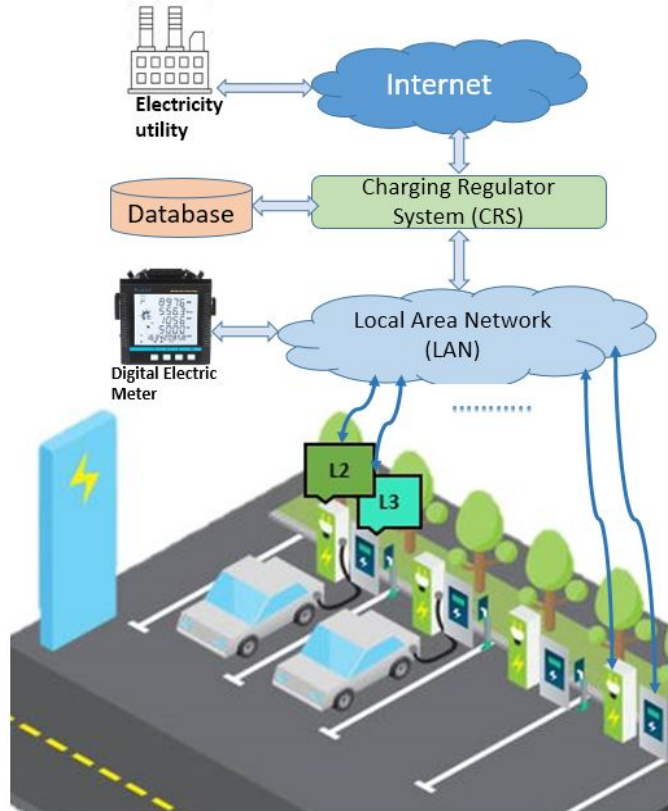 Internet
Electricity
utility
Charging Regulator
System (CRS)
Database
Local Area Network
(LAN)
Digital Electric
Meter
L2
L3